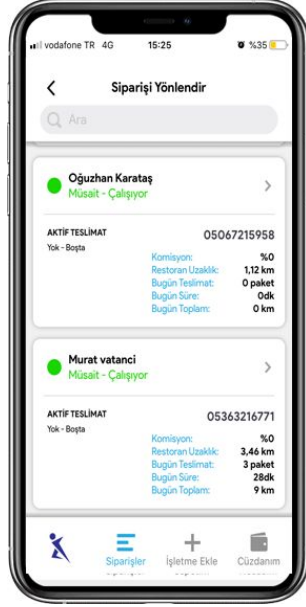 vodafone TR 4G 15:25 %35
Siparişi Yönlendir
Ara
Oğuzhan Karataş
Müsait - Çalışıyor
AKTİF TESLİMAT 05067215958
Yok - Boşta
Komisyon: %0
Restoran Uzaklık: 1,12 km
Bugün Teslimat: 0 paket
Bugün Süre: 0dk
Bugün Toplam: 0 km
Murat vatanci
Müsait - Çalışıyor
AKTİF TESLİMAT 05363216771
Yok - Boşta
Komisyon: %0
Restoran Uzaklık: 3,46 km
Bugün Teslimat: 3 paket
Bugün Süre: 28dk
Bugün Toplam: 9 km
Siparişler İşletme Ekle Cüzdanım